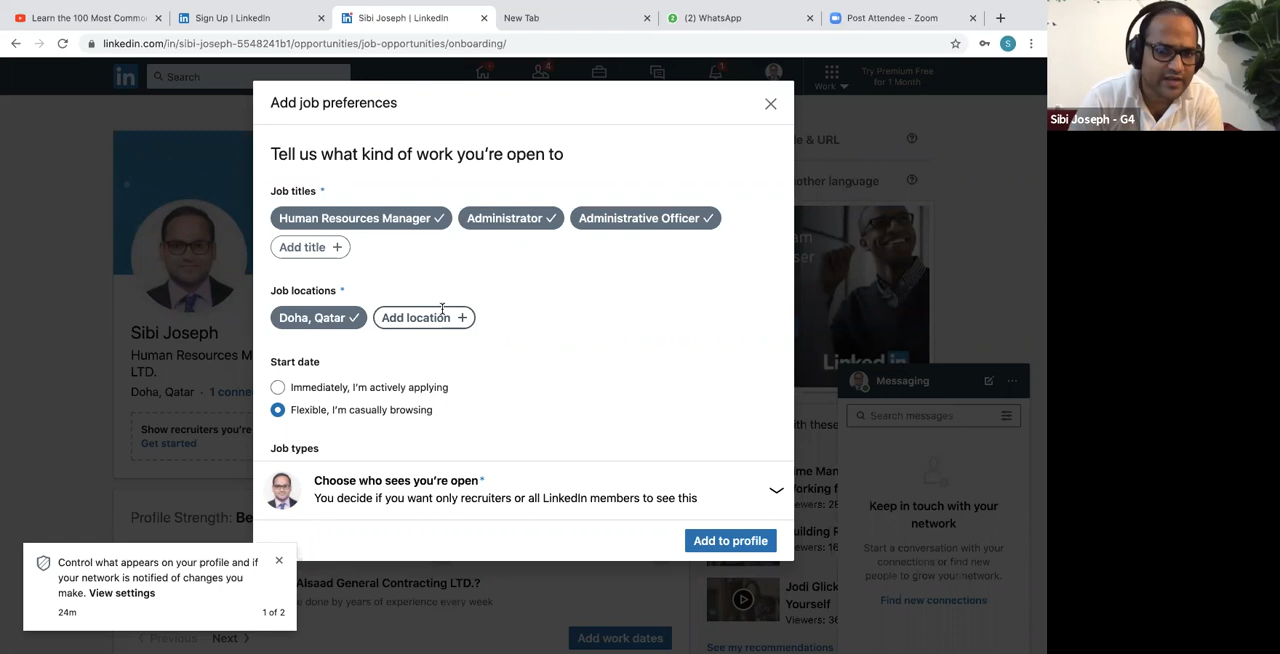 Learn the 100 Most Commo
Sign Up | LinkedIn
Sibi Joseph | LinkedIn
New Tab
(2) WhatsApp
Post Attendee - Zoom
linkedin.com/in/sibi-joseph-5548241b1/opportunities/job-opportunities/onboarding/
S
in
Search
1
Work
Try Premium Free
for 1 Month
Add job preferences
Tell us what kind of work you're open to
Job titles *
Human Resources Manager
Administrator
Administrative Officer
Add title +
Job locations *
Doha, Qatar
Add location +
Start date
Immediately, I'm actively applying
Flexible, I'm casually browsing
Job types
Choose who sees you're open*
You decide if you want only recruiters or all LinkedIn members to see this
Add to profile
Sibi Joseph
Human Resources M
LTD.
Doha, Qatar · 1 conne
Show recruiters you're
Get started
Profile Strength: Be
Control what appears on your profile and if
your network is notified of changes you
make. View settings
24m
1 of 2
Previous
Next
Alsaad General Contracting LTD.?
e done by years of experience every week
Add work dates
e & URL
other language
Linked in
Messaging
Search messages
Keep in touch with your
network
Start a conversation with your
connections or find new
people to grow your network.
Find new connections
Jodi Glick
Yourself
Viewers: 36
See my recommendations
Sibi Joseph - G4